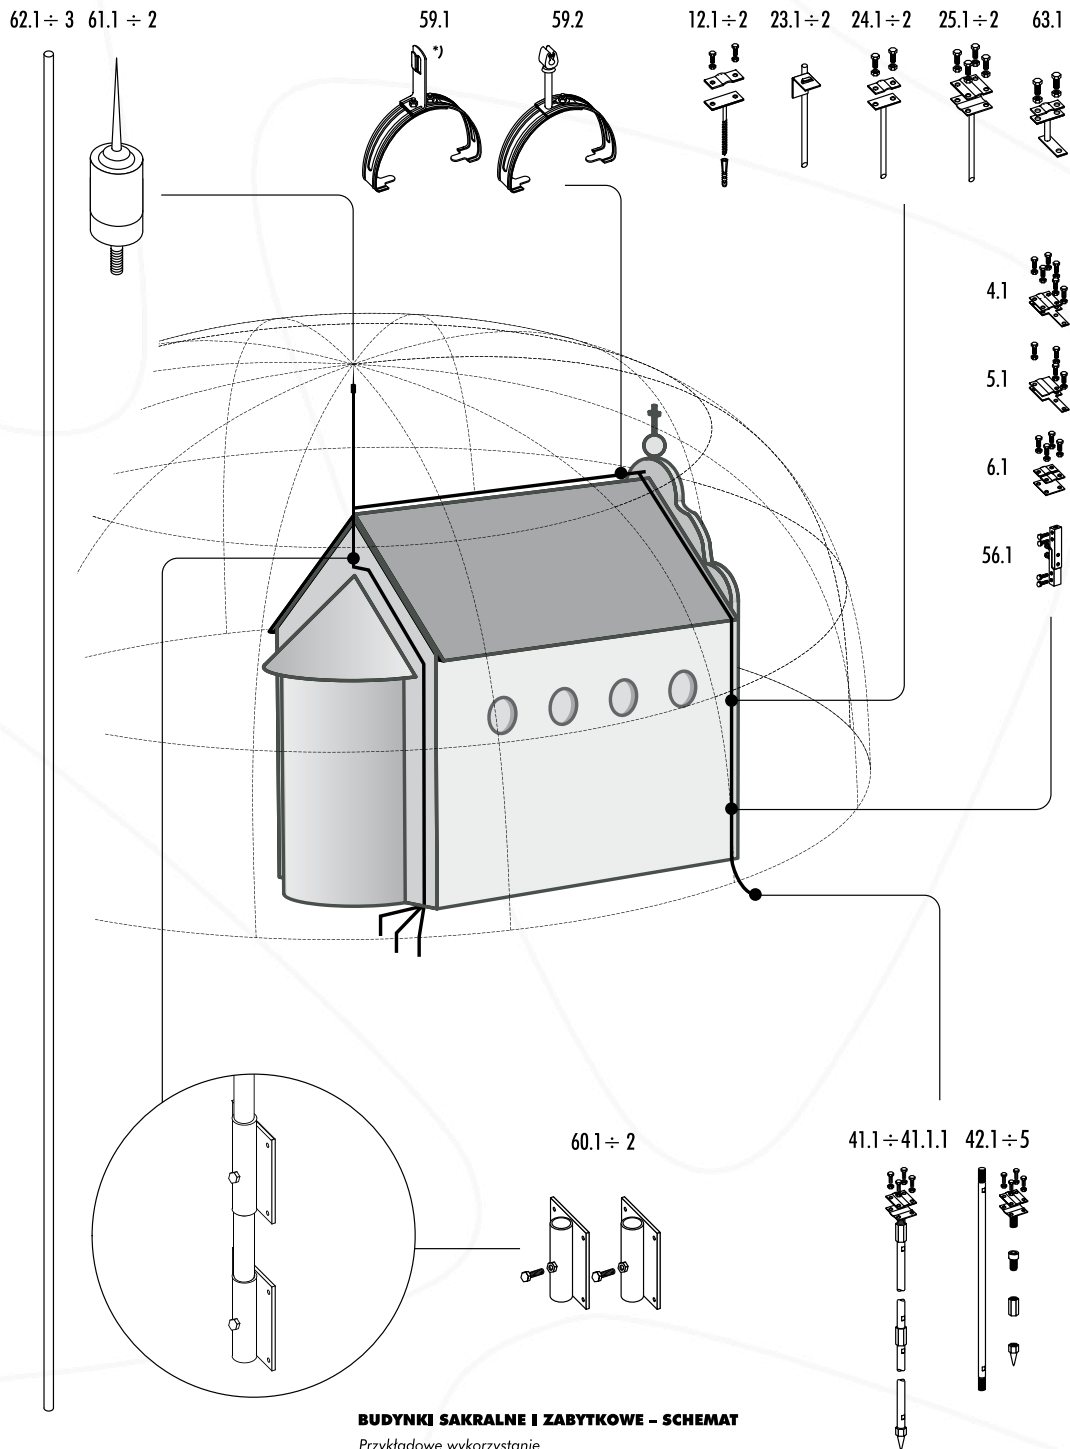 62.1 ÷ 3 61.1 ÷ 2 59.1 59.2 12.1÷2 23.1÷2 24.1÷2 25.1÷2 63.1
*)
4.1
5.1
6.1
56.1
60.1 ÷ 2 41.1÷41.1.1 42.1÷5
BUDYNKI SAKRALNE I ZABYTKOWE – SCHEMAT
Przykładowe wykorzystanie